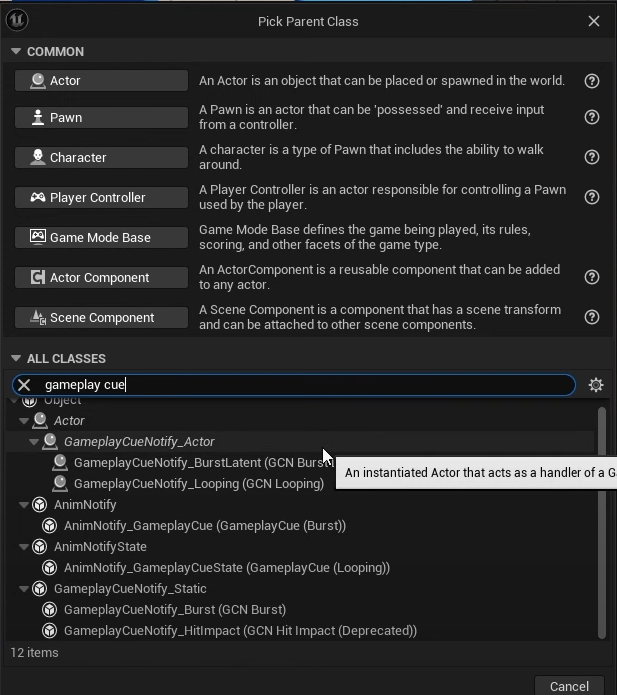 Pick Parent Class
COMMON
Actor
An Actor is an object that can be placed or spawned in the world.
Pawn
A Pawn is an actor that can be 'possessed' and receive input
from a controller.
Character
A character is a type of Pawn that includes the ability to walk
around.
Player Controller
A Player Controller is an actor responsible for controlling a Pawn
used by the player.
Game Mode Base
Game Mode Base defines the game being played, its rules,
scoring, and other facets of the game type.
Actor Component
An ActorComponent is a reusable component that can be added
to any actor.
Scene Component
A Scene Component is a component that has a scene transform
and can be attached to other scene components.
ALL CLASSES
gameplay cue
Object
Actor
GameplayCueNotify_Actor
GameplayCueNotify_BurstLatent (GCN Burst
An instantiated Actor that acts as a handler of a
GameplayCueNotify_Looping (GCN Looping)
AnimNotify
AnimNotify_GameplayCue (GameplayCue (Burst))
AnimNotifyState
AnimNotify_GameplayCueState (GameplayCue (Looping))
GameplayCueNotify_Static
GameplayCueNotify_Burst (GCN Burst)
GameplayCueNotify_HitImpact (GCN Hit Impact (Deprecated))
12 items
Cancel